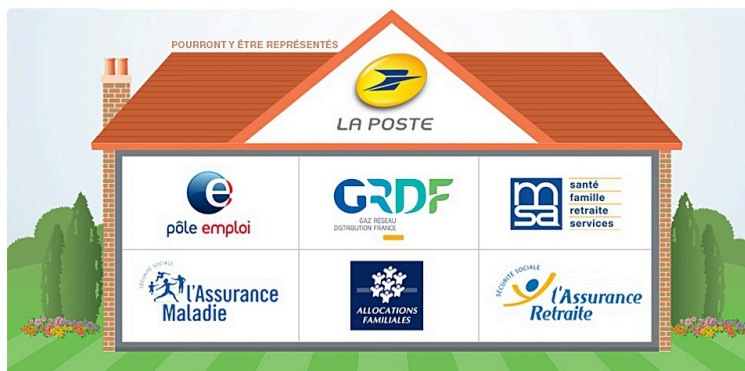 POURRONT Y ÊTRE REPRÉSENTÉS
LA POSTE
pôle emploi
GRDF
GAZ RÉSEAU
DISTRIBUTION FRANCE
msa
santé
famille
retraite
services
SÉCURITÉ SOCIALE
l'Assurance
Maladie
ALLOCATIONS
FAMILIALES
SÉCURITÉ SOCIALE
l'Assurance
Retraite